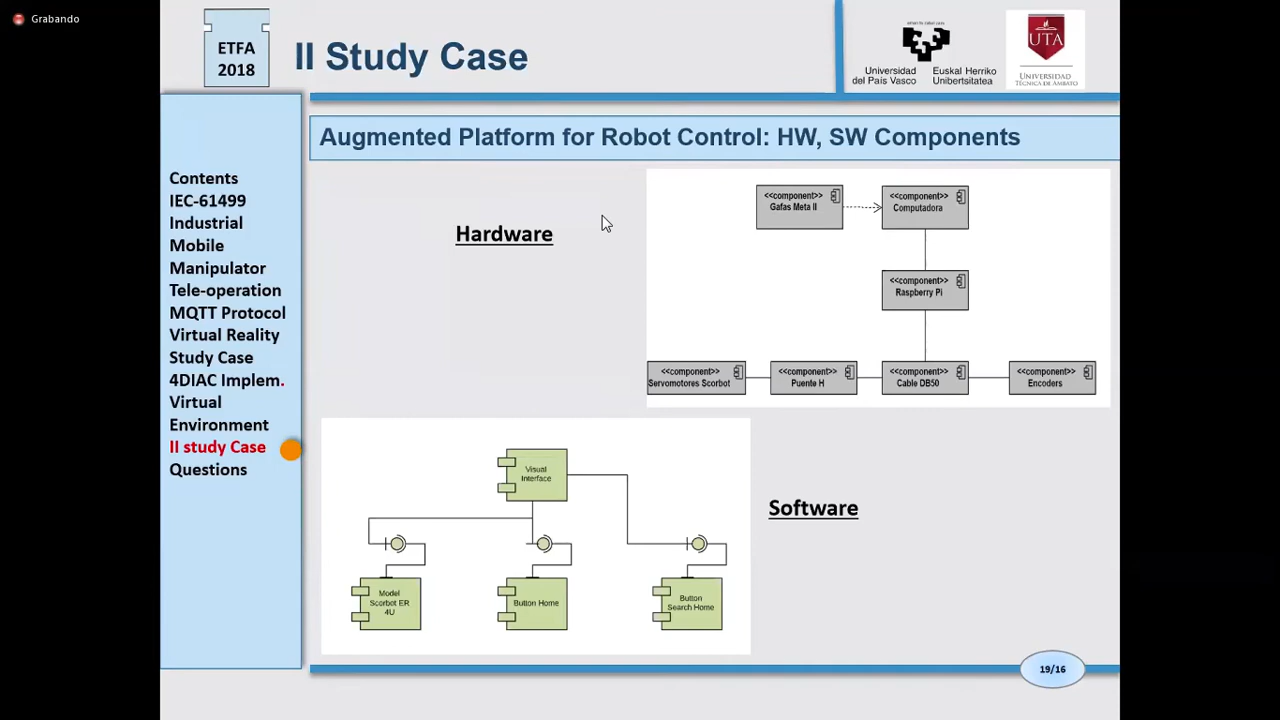 Grabando
ETFA
2018
II Study Case
Universidad
del País Vasco
Euskal Herriko
Unibertsitatea
UTA
UNIVERSIDAD
TÉCNICA DE AMBATO
Augmented Platform for Robot Control: HW, SW Components
Contents
IEC-61499
Industrial
Mobile
Manipulator
Tele-operation
MQTT Protocol
Virtual Reality
Study Case
4DIAC Implem.
Virtual
Environment
II study Case
Questions
Hardware
<<component>>
Gafas Meta II
<<component>>
Computadora
<<component>>
Raspberry Pi
<<component>>
Servomotores Scorbot
<<component>>
Puente H
<<component>>
Cable DB50
<<component>>
Encoders
Visual
Interface
Model
Scorbot ER
4U
Button Home
Button
Search Home
Software
19/16